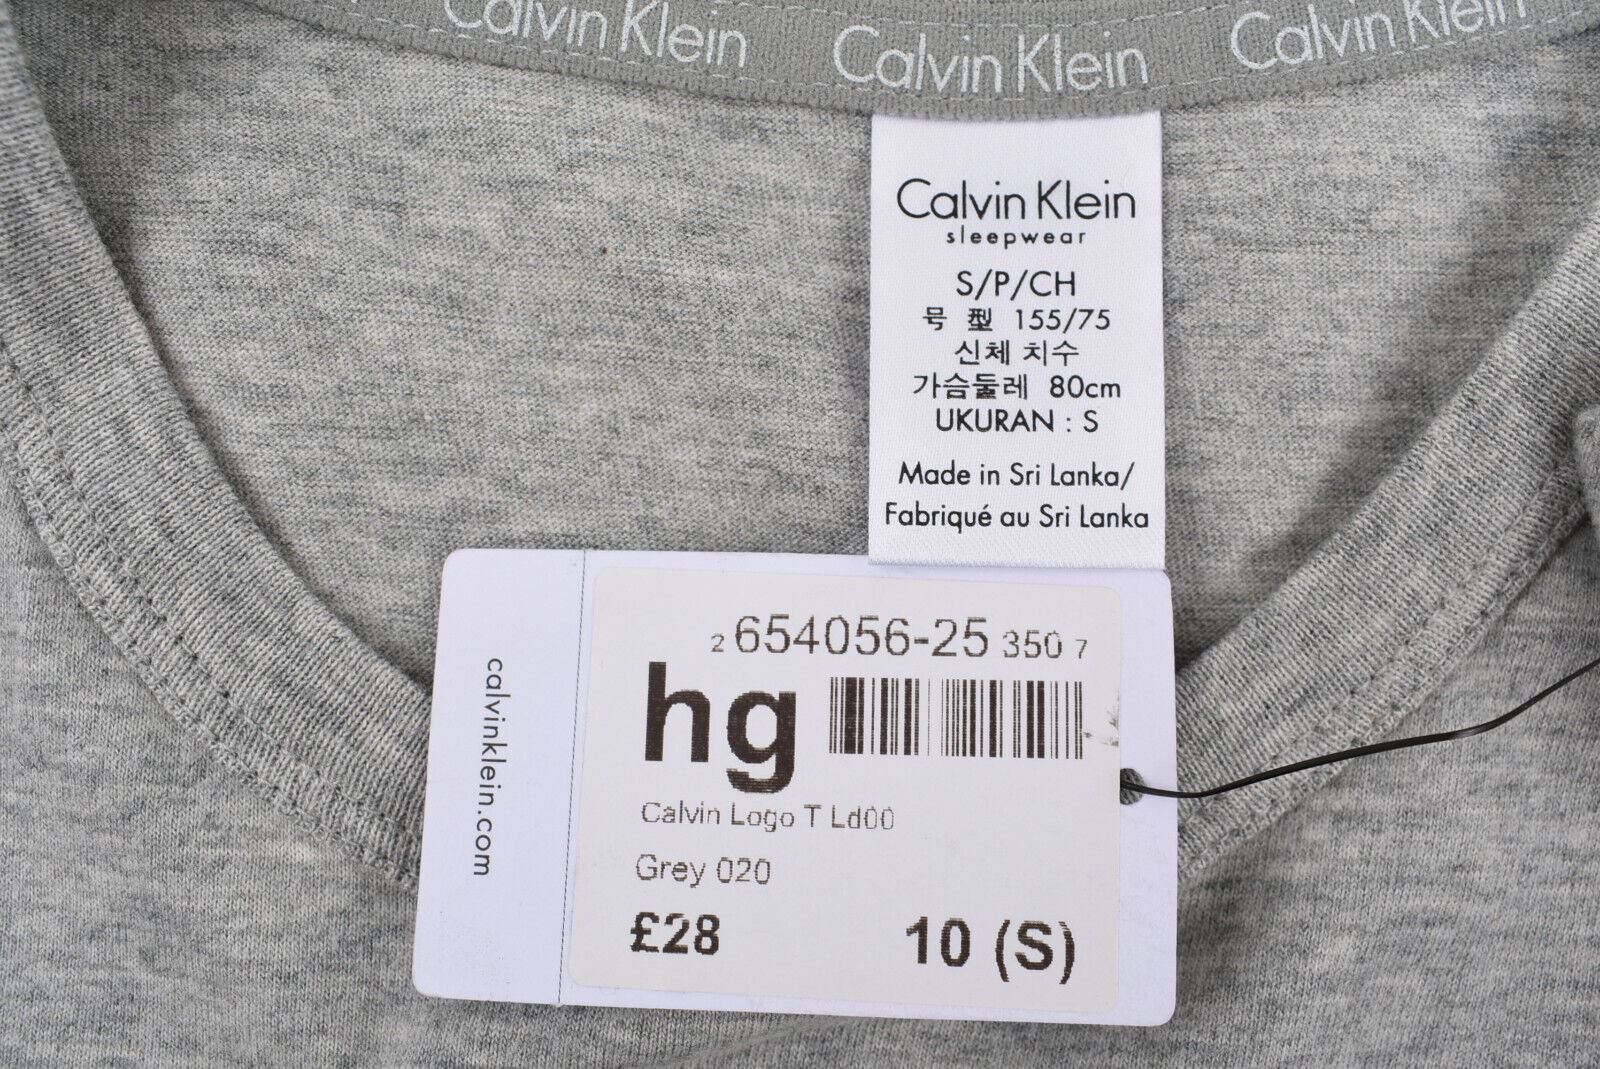 Calvin Klein Calvin Klein Calvin Klein
Calvin Klein
sleepwear
S/P/CH
号 型 155/75
신체 치수
가슴둘레 80cm
UKURAN : S
Made in Sri Lanka/
Fabriqué au Sri Lanka
calvinklein.com
2 654056-25 350 7
hg
Calvin Logo T Ld00
Grey 020
£28 10 (S)